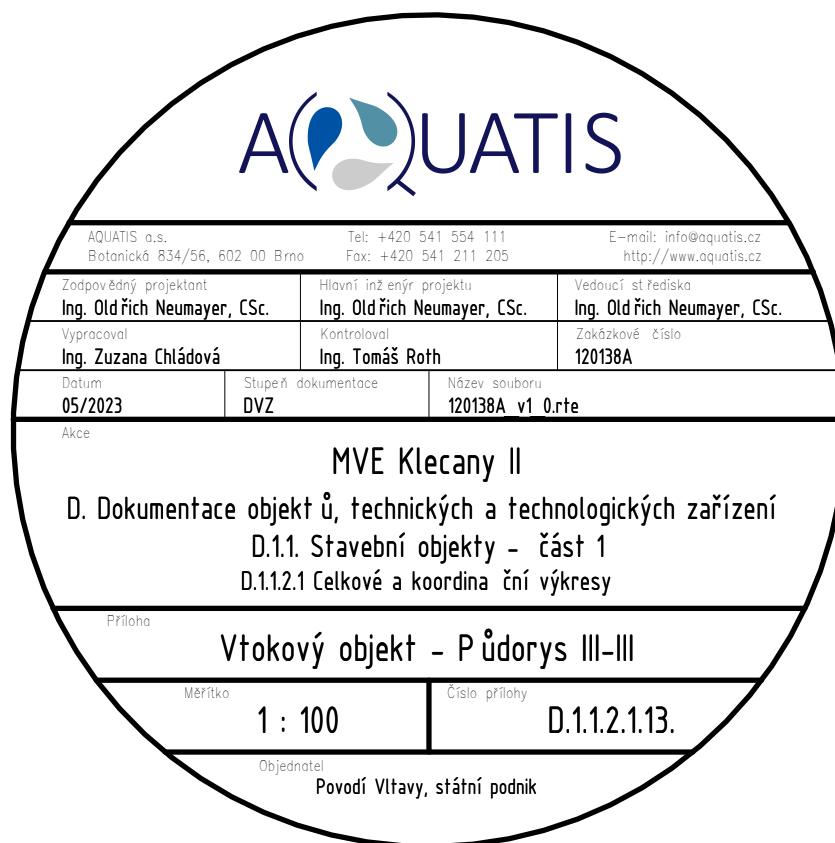 AQUATIS
AQUATIS a.s. Tel: +420 541 554 111 E-mail: info@aquatis.cz
Botanická 834/56, 602 00 Brno Fax: +420 541 211 205 http://www.aquatis.cz
Zodpovědný projektant Hlavní inženýr projektu Vedoucí střediska
Ing. Oldřich Neumayer, CSc. Ing. Oldřich Neumayer, CSc. Ing. Oldřich Neumayer, CSc.
Vypracoval Kontroloval Zakázkové číslo
Ing. Zuzana Chládová Ing. Tomáš Roth 120138A
Datum Stupeň dokumentace Název souboru
05/2023 DVZ 120138A_v1_0.rte
Akce
MVE Klecany II
D. Dokumentace objektů, technických a technologických zařízení
D.1.1. Stavební objekty - část 1
D.1.1.2.1 Celkové a koordinační výkresy
Příloha
Vtokový objekt - Půdorys III-III
Měřítko Číslo přílohy
1 : 100 D.1.1.2.1.13.
Objednatel
Povodí Vltavy, státní podnik